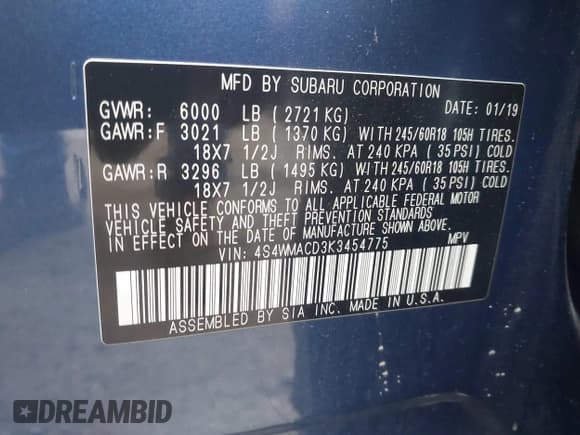 MFD BY SUBARU CORPORATION
GVWR: 6000 LB ( 2721 KG) DATE: 01/19
GAWR:F 3021 LB ( 1370 KG) WITH 245/60R18 105H TIRES.
18X7 1/2J RIMS. AT 240 KPA ( 35 PSI) COLD
GAWR:R 3296 LB ( 1495 KG) WITH 245/60R18 105H TIRES.
18X7 1/2J RIMS. AT 240 KPA ( 35 PSI) COLD
THIS VEHICLE CONFORMS TO ALL APPLICABLE FEDERAL MOTOR
VEHICLE SAFETY AND THEFT PREVENTION STANDARDS
IN EFFECT ON THE DATE OF MANUFACTURE SHOWN ABOVE.
VIN: 4S4WMACD3K3454775 MPV
ASSEMBLED BY SIA INC. MADE IN U.S.A.
DREAMBID